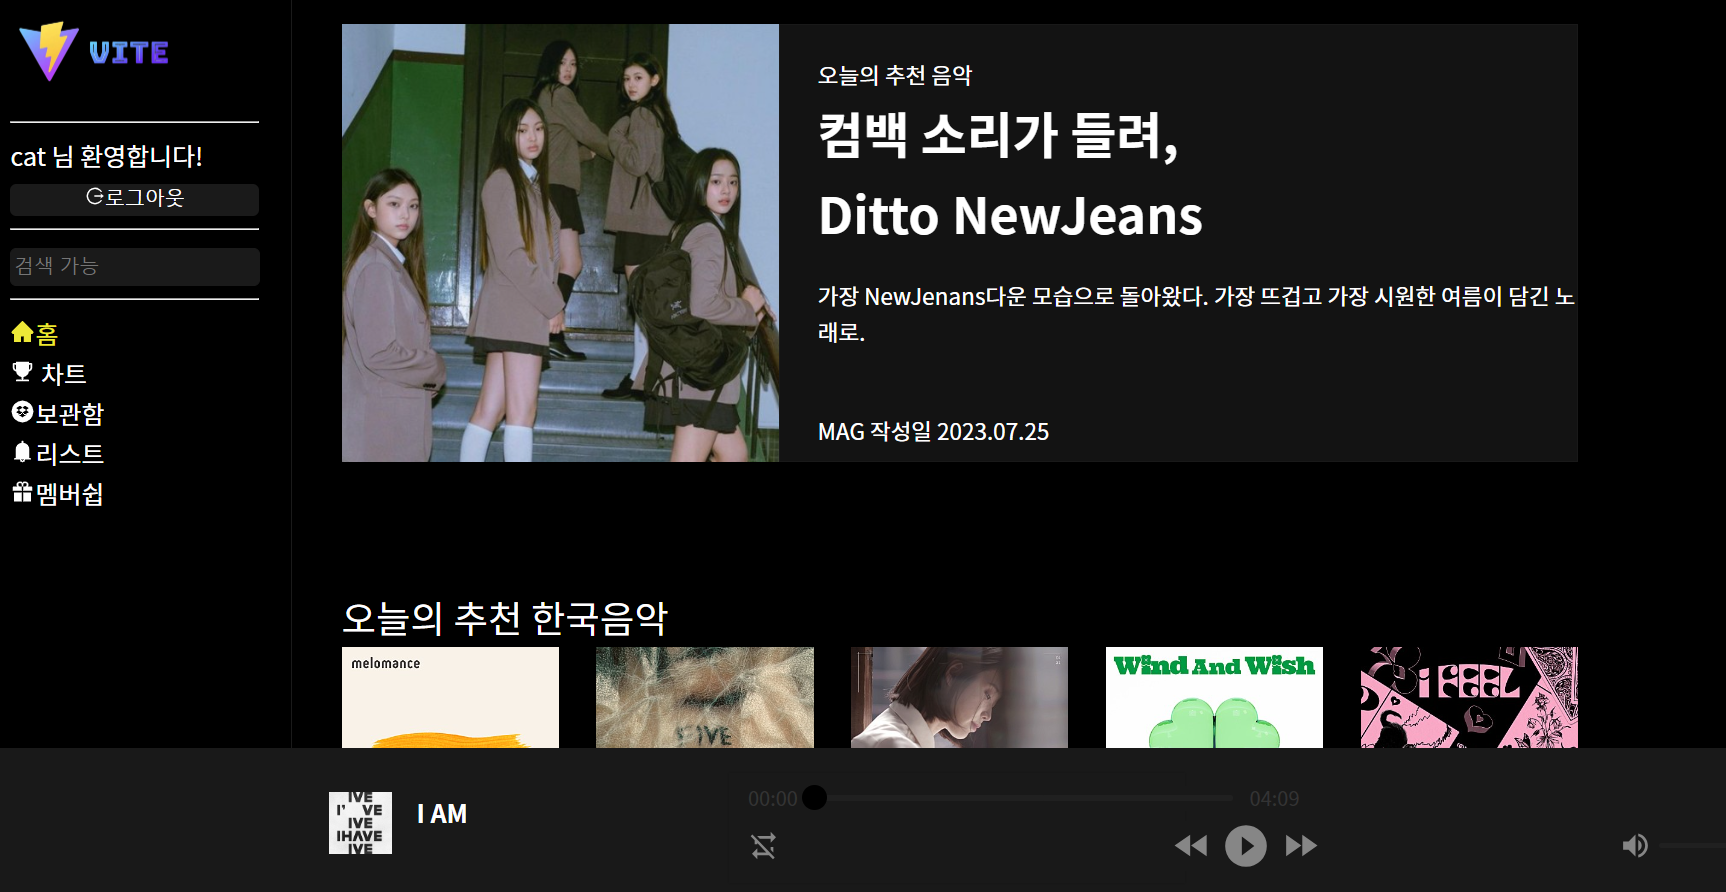 VITE
cat 님 환영합니다!
로그아웃
검색 가능
홈
차트
보관함
리스트
멤버쉽
오늘의 추천 음악
컴백 소리가 들려,
Ditto NewJeans
가장 NewJenans다운 모습으로 돌아왔다. 가장 뜨겁고 가장 시원한 여름이 담긴 노
래로.
MAG 작성일 2023.07.25
오늘의 추천 한국음악
melomance
Wind And Wish
i FEEL
IVE
I' VE
IVE
IHAVE
IVE
I AM
00:00
04:09